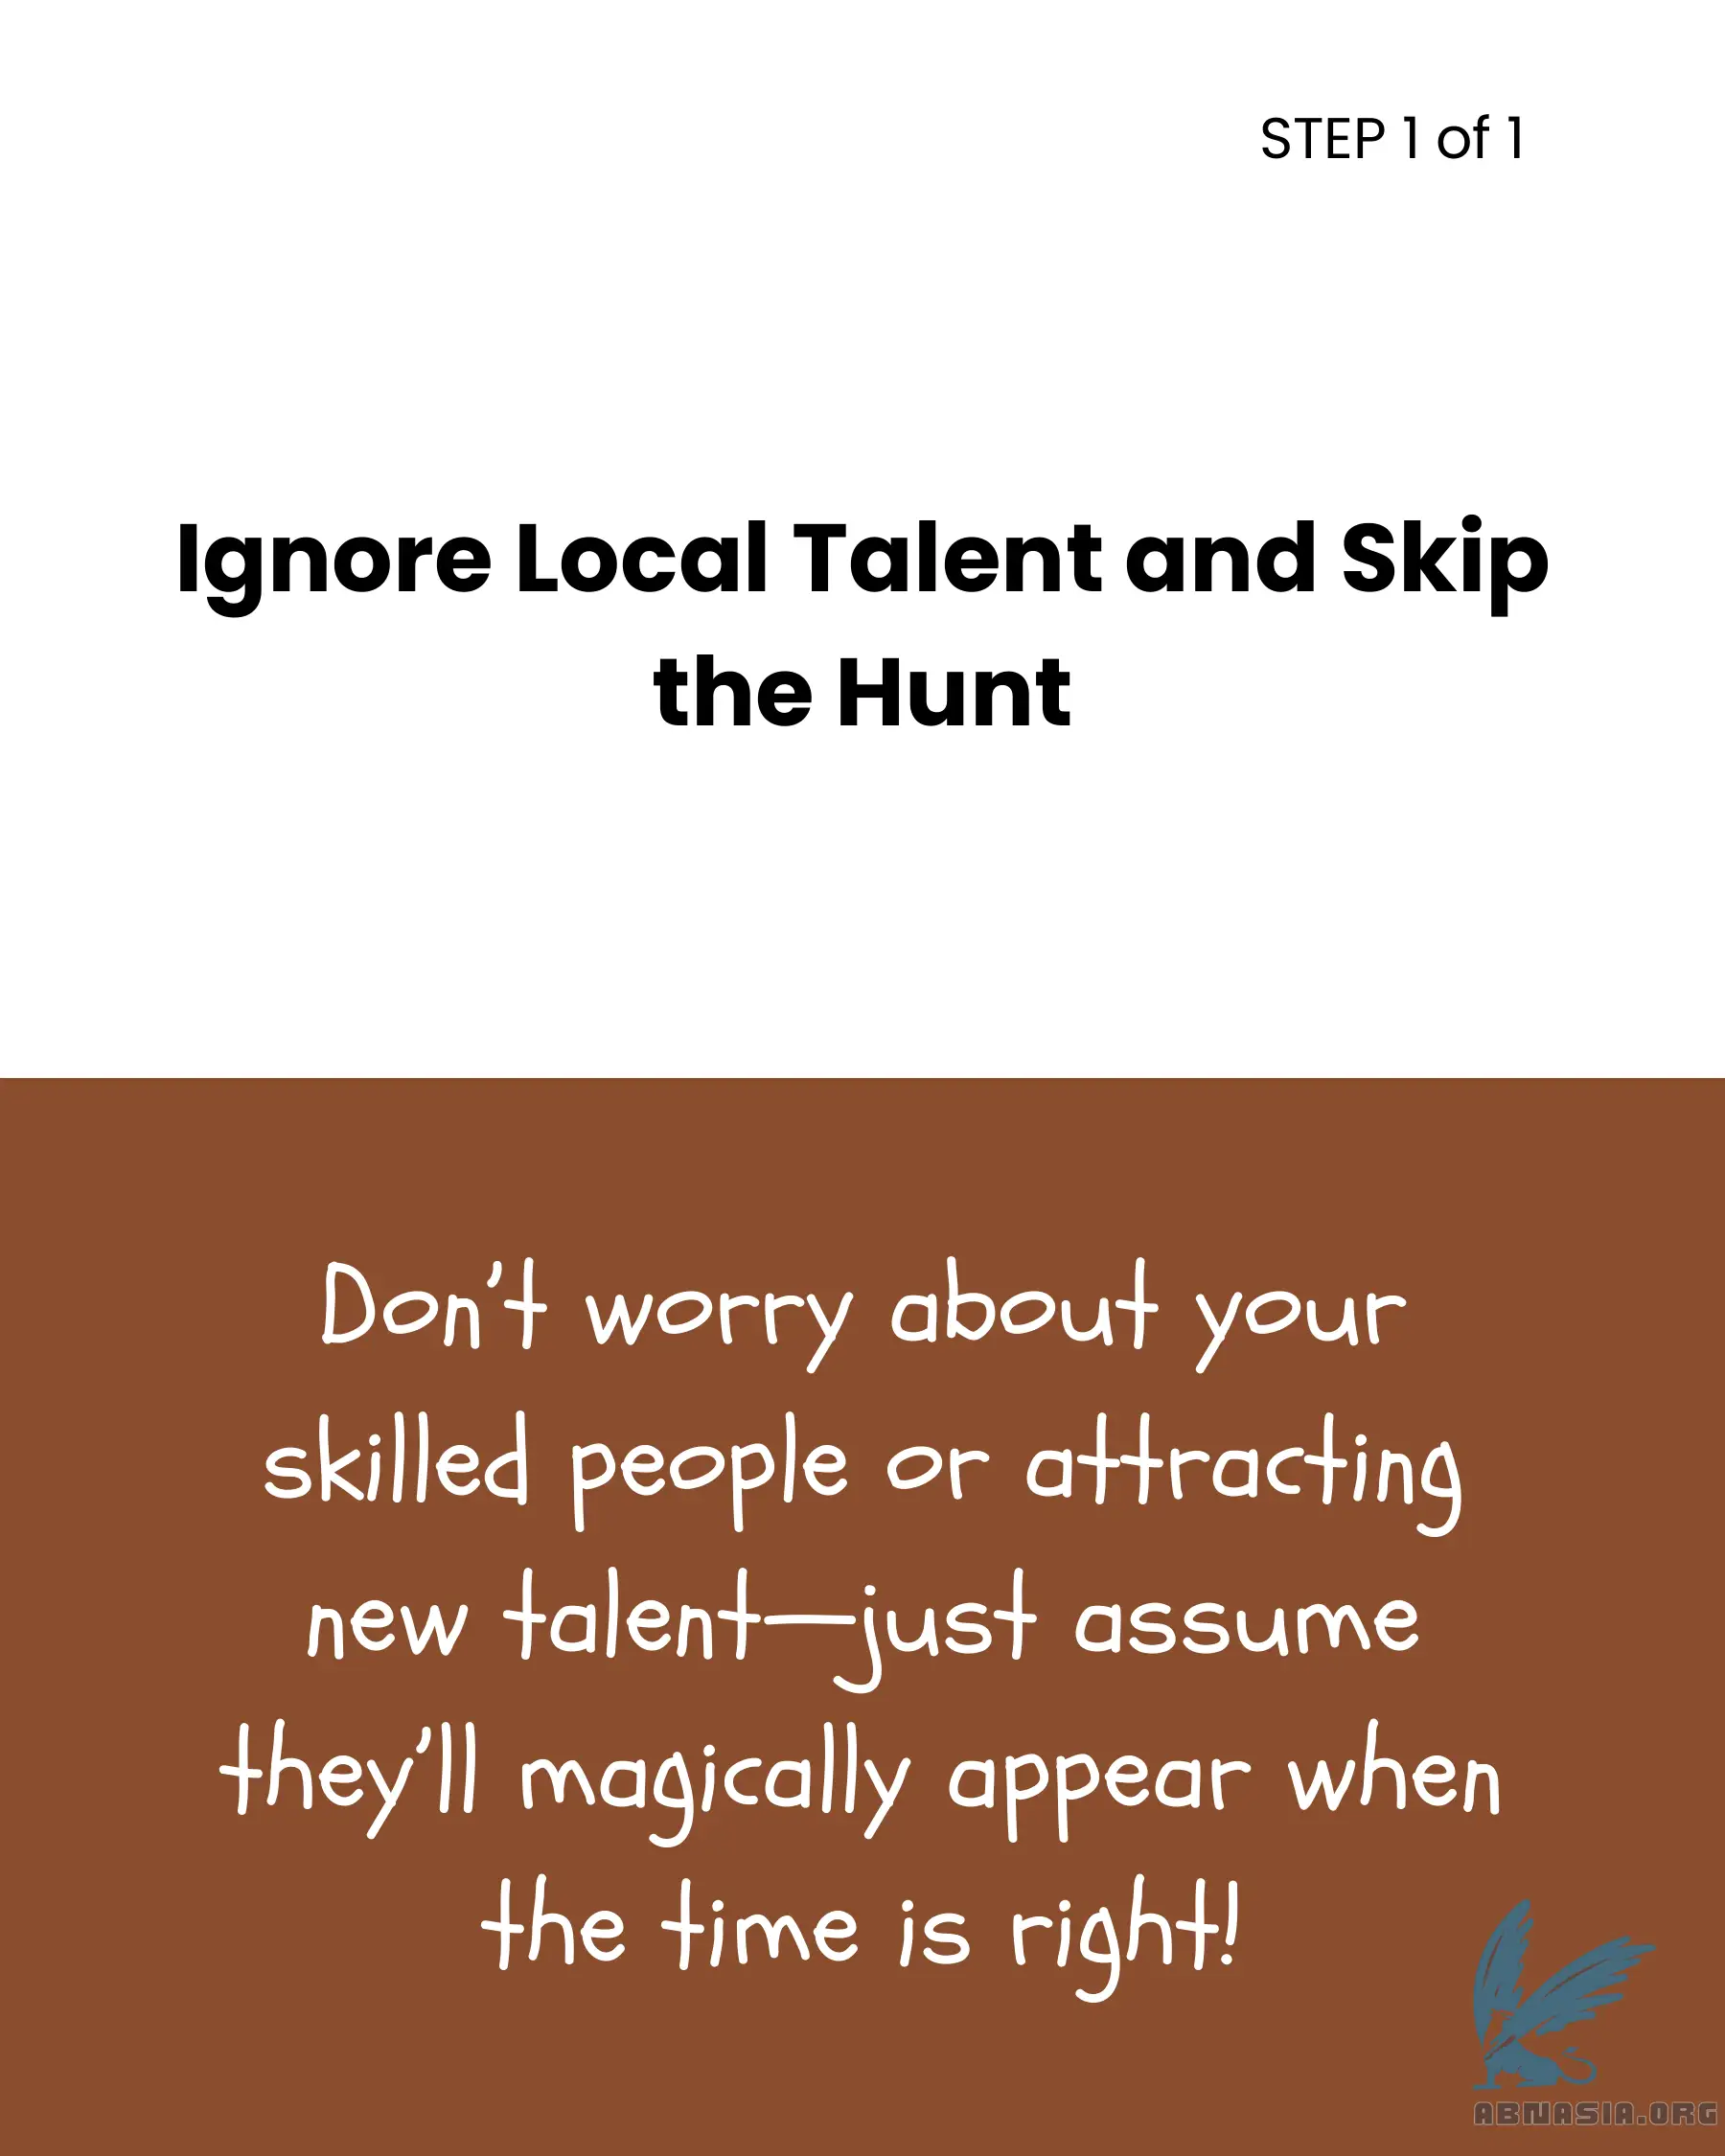 STEP 1 of 1
Ignore Local Talent and Skip
the Hunt
Don't worry about your
skilled people or attracting
new talent—just assume
they'll magically appear when
the time is right!
ABNASIA.ORG